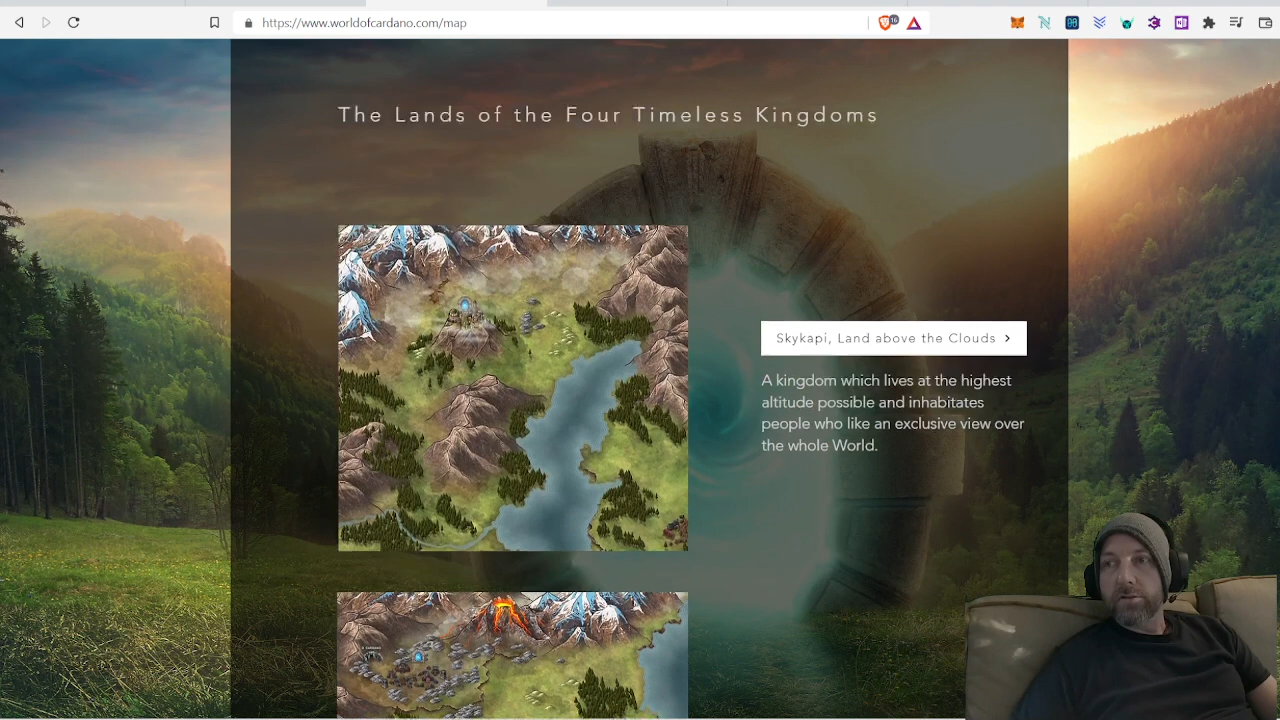 https://www.worldofcardano.com/map
The Lands of the Four Timeless Kingdoms
Skykapi, Land above the Clouds >
A kingdom which lives at the highest
altitude possible and inhabitates
people who like an exclusive view over
the whole World.